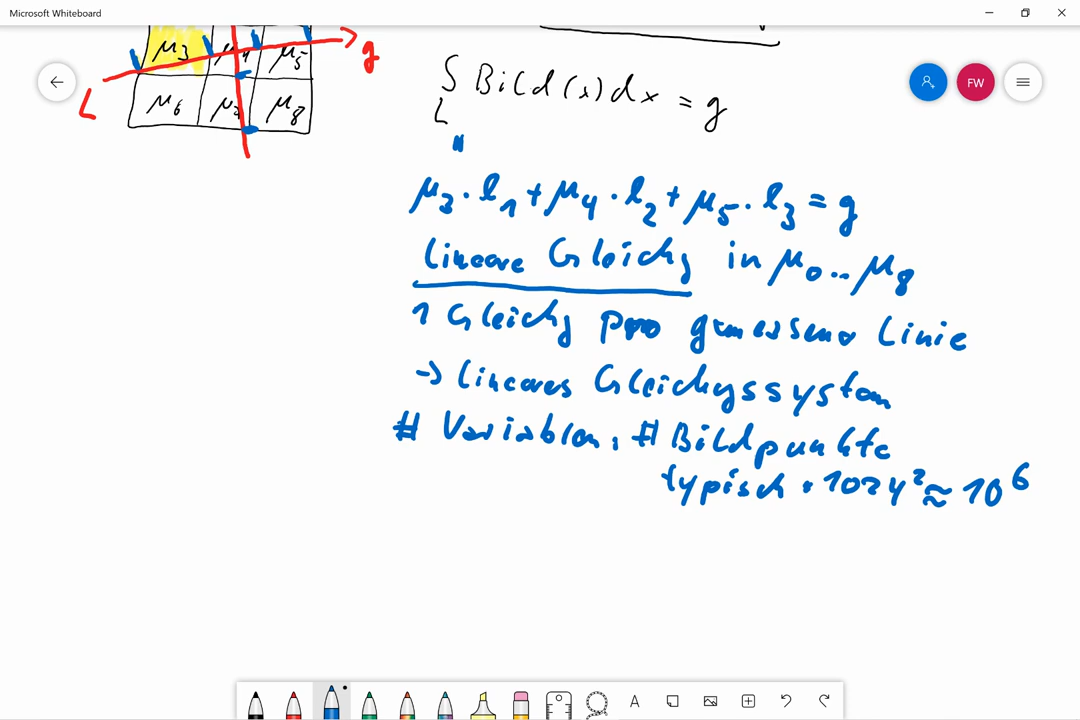 Microsoft Whiteboard
FW
μ3 μ4 μ5 g
L μ6 μ7 μ8
∫L Bild(x)dx = g
μ3 · l1 + μ4 · l2 + μ5 · l3 = g
lineare Gleichg in μ0 .. μ8
1 Gleichg pro gemessene Linie
→ Lineares Gleichgssystem
# Variablen: # Bildpunkte
typisch: 1024² ≈ 10⁶
A